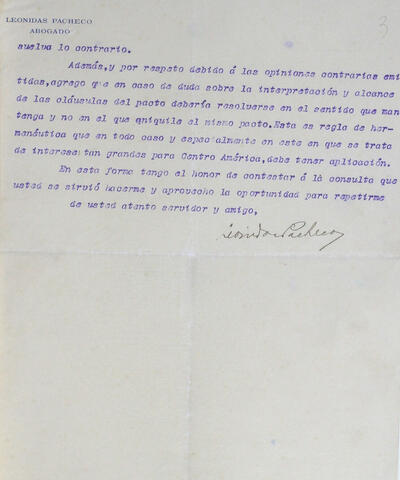 LEONIDAS PACHECO
ABOGADO
3
suelva lo contrario.
Además,y por respeto debido á las opiniones contrarias emi
tidas,agrego que en caso de duda sobre la interpretación y alcance
de las cláusulas del pacto debería resolverse en el sentido que man
tenga y no en el que aniquile el mismo pacto.Esta es regla de her-
menéutica que en todo caso y especialmente en este en que se trata
de intereses tan grandes para Centro América,debe tener aplicación.
En esta forma tengo el honor de contestar á la consulta que
usted se sirvió hacerme y aprovecho la oportunidad para repetirme
de usted atento servidor y amigo,
Leonidas Pacheco